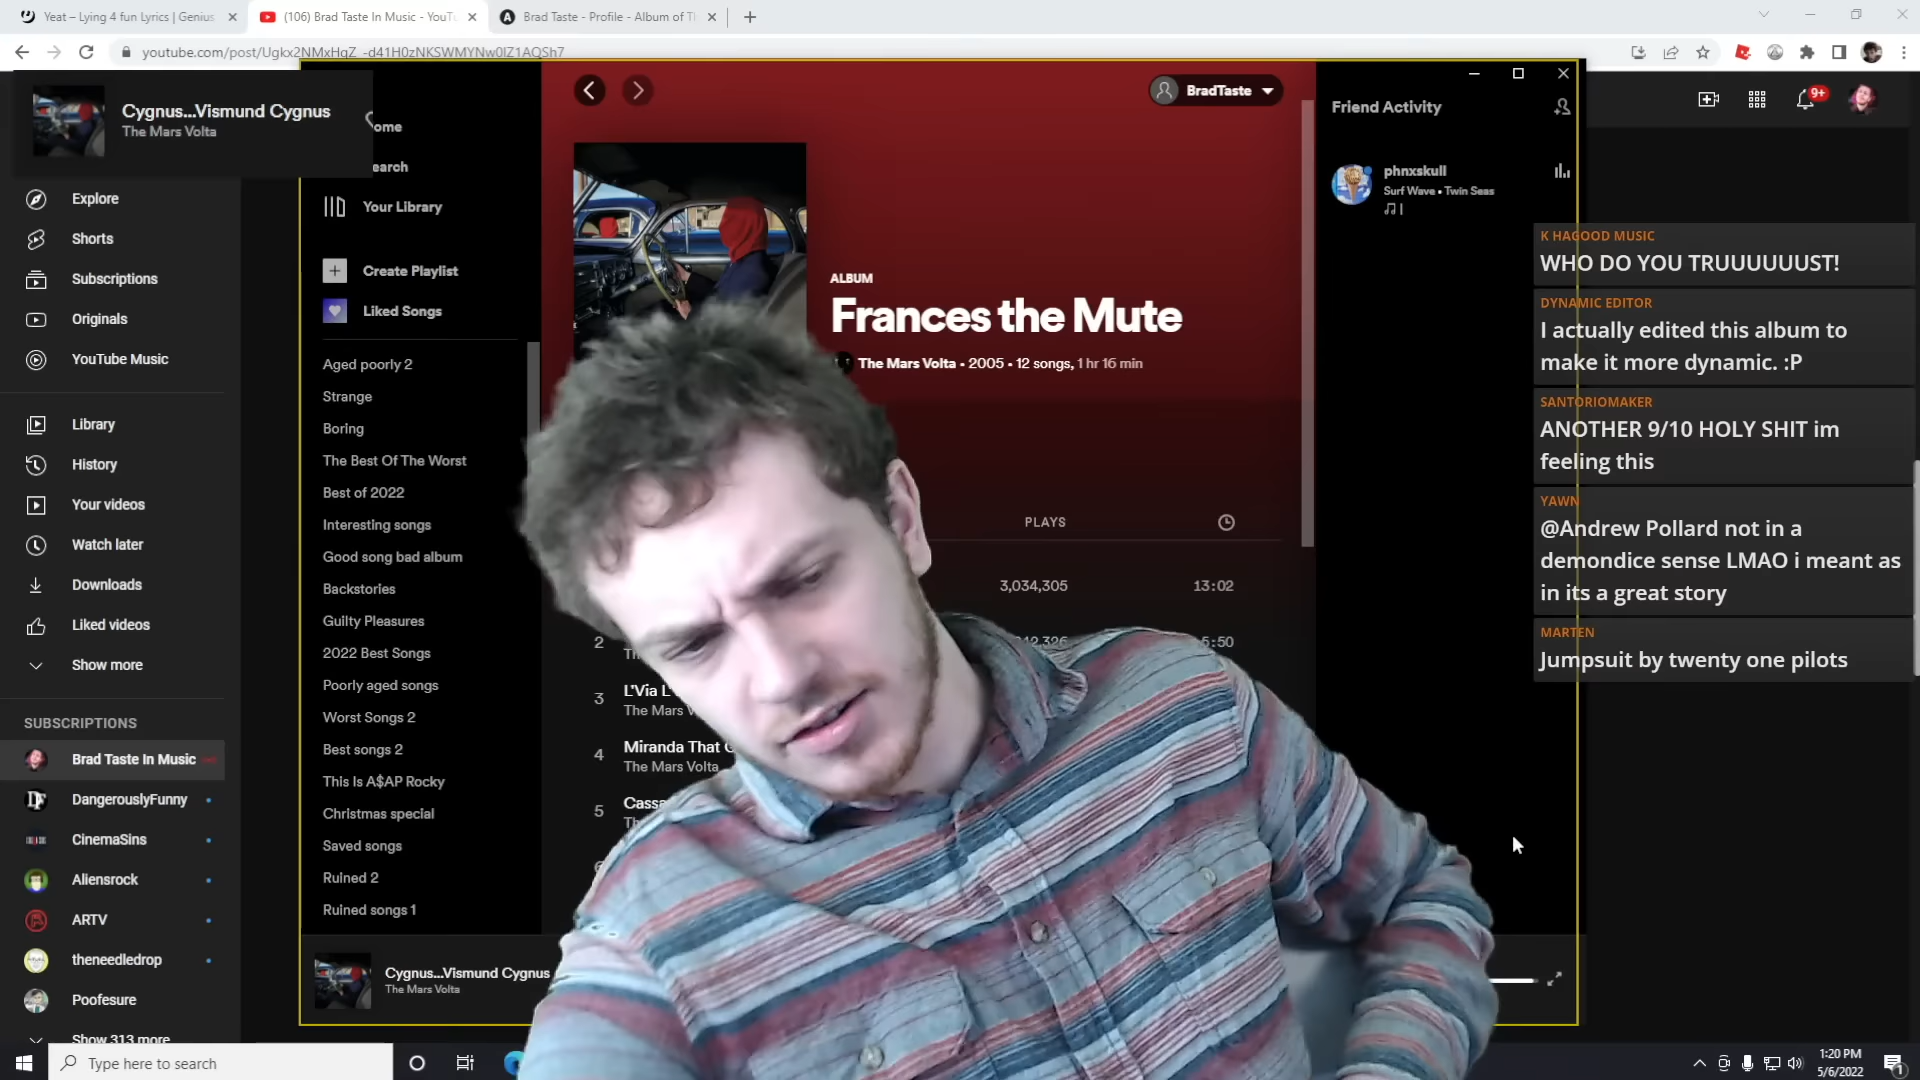 Yeat – Lying 4 fun Lyrics | Genius
(106) Brad Taste In Music - YouTu
Brad Taste - Profile - Album of T
youtube.com/post/Ugkx2NMxHgZ_-d41H0zNKSWMYNw0lZ1AQSh7
Cygnus...Vismund Cygnus
The Mars Volta
Explore
Shorts
Subscriptions
Originals
YouTube Music
Library
History
Your videos
Watch later
Downloads
Liked videos
Show more
SUBSCRIPTIONS
Brad Taste In Music
DangerouslyFunny
CinemaSins
Aliensrock
ARTV
theneedledrop
Poofesure
Show 313 more
ome
earch
Your Library
Create Playlist
Liked Songs
Aged poorly 2
Strange
Boring
The Best Of The Worst
Best of 2022
Interesting songs
Good song bad album
Backstories
Guilty Pleasures
2022 Best Songs
Poorly aged songs
Worst Songs 2
Best songs 2
This Is A$AP Rocky
Christmas special
Saved songs
Ruined 2
Ruined songs 1
Cygnus...Vismund Cygnus
The Mars Volta
BradTaste
ALBUM
Frances the Mute
The Mars Volta • 2005 • 12 songs, 1 hr 16 min
PLAYS
3,034,305 13:02
2
3 L'Via L'
The Mars V
4 Miranda That G
The Mars Volta
5 Cassa
Friend Activity
phnxskull
Surf Wave • Twin Seas
9+
K HAGOOD MUSIC
WHO DO YOU TRUUUUUUST!
DYNAMIC EDITOR
I actually edited this album to
make it more dynamic. :P
SANTORIOMAKER
ANOTHER 9/10 HOLY SHIT im
feeling this
YAWN
@Andrew Pollard not in a
demondice sense LMAO i meant as
in its a great story
MARTEN
Jumpsuit by twenty one pilots
Type here to search
1:20 PM
5/6/2022
1